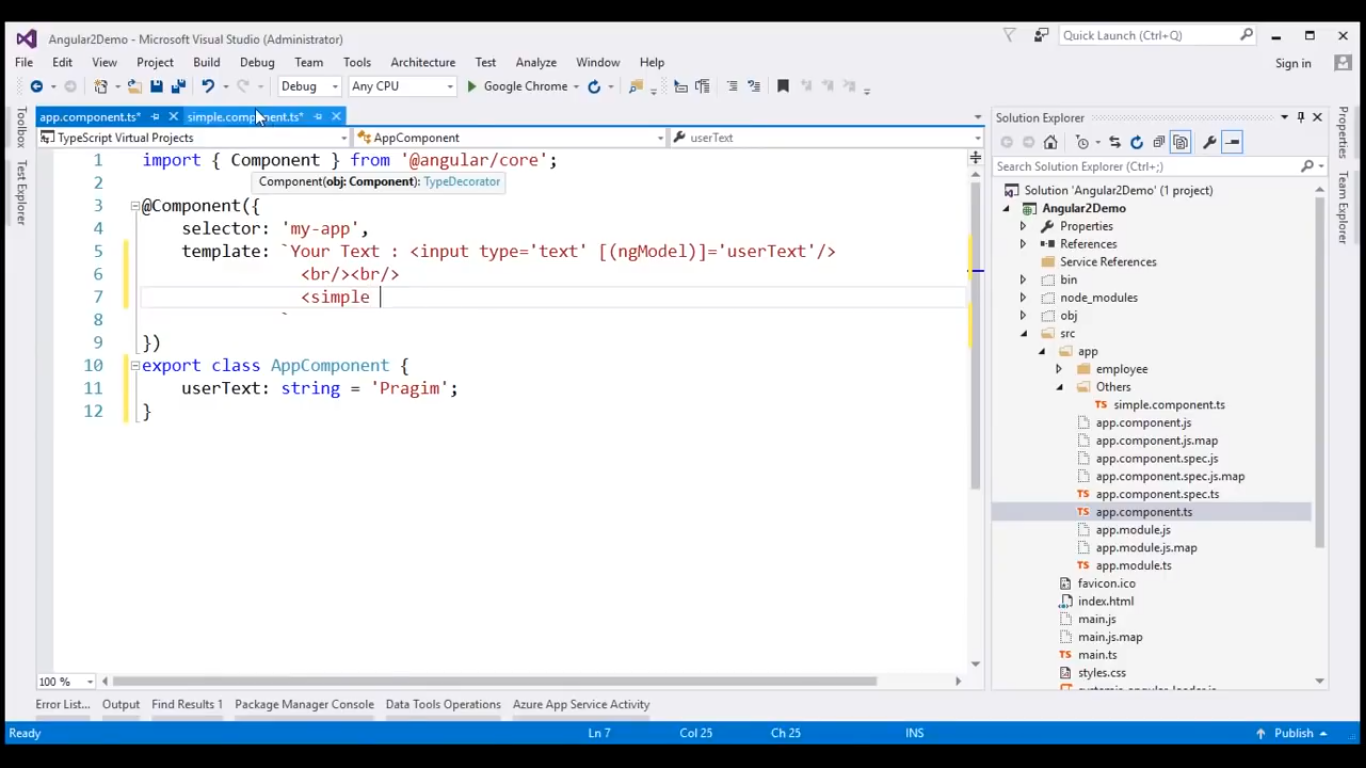 Angular2Demo - Microsoft Visual Studio (Administrator)
Quick Launch (Ctrl+Q)
File Edit View Project Build Debug Team Tools Architecture Test Analyze Window Help
Sign in
Debug Any CPU Google Chrome
Toolbox
Test Explorer
app.component.ts*
simple.component.ts*
TypeScript Virtual Projects
AppComponent
userText
1 import { Component } from '@angular/core';
Component(obj: Component): TypeDecorator
2
3 @Component({
4 selector: 'my-app',
5 template: `Your Text : <input type='text' [(ngModel)]='userText'/>
6 <br/><br/>
7 <simple
8 `
9 })
10 export class AppComponent {
11 userText: string = 'Pragim';
12 }
100 %
Solution Explorer
Search Solution Explorer (Ctrl+;)
Solution 'Angular2Demo' (1 project)
Angular2Demo
Properties
References
Service References
bin
node_modules
obj
src
app
employee
Others
simple.component.ts
app.component.js
app.component.js.map
app.component.spec.js
app.component.spec.js.map
app.component.spec.ts
app.component.ts
app.module.js
app.module.js.map
app.module.ts
favicon.ico
index.html
main.js
main.js.map
main.ts
styles.css
Properties
Team Explorer
Error List... Output Find Results 1 Package Manager Console Data Tools Operations Azure App Service Activity
Ready Ln 7 Col 25 Ch 25 INS Publish